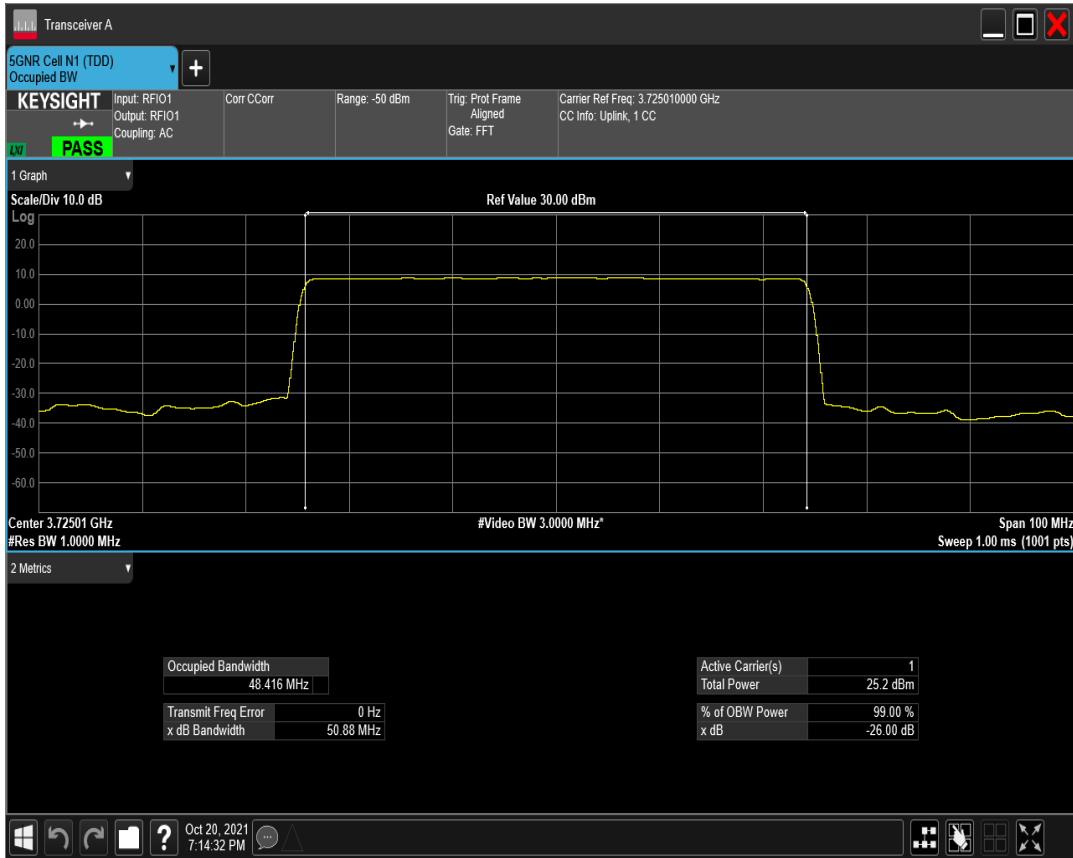 Transceiver A
5GNR Cell N1 (TDD)
Occupied BW
+
KEYSIGHT
LXI
PASS
Input: RFIO1
Output: RFIO1
Coupling: AC
Corr CCorr
Range: -50 dBm
Trig: Prot Frame
Aligned
Gate: FFT
Carrier Ref Freq: 3.725010000 GHz
CC Info: Uplink, 1 CC
1 Graph
Scale/Div 10.0 dB
Ref Value 30.00 dBm
Log
20.0
10.0
0.00
-10.0
-20.0
-30.0
-40.0
-50.0
-60.0
Center 3.72501 GHz
#Video BW 3.0000 MHz*
Span 100 MHz
#Res BW 1.0000 MHz
Sweep 1.00 ms (1001 pts)
2 Metrics
Occupied Bandwidth
48.416 MHz
Transmit Freq Error 0 Hz
x dB Bandwidth 50.88 MHz
Active Carrier(s) 1
Total Power 25.2 dBm
% of OBW Power 99.00 %
x dB -26.00 dB
?
Oct 20, 2021
7:14:32 PM